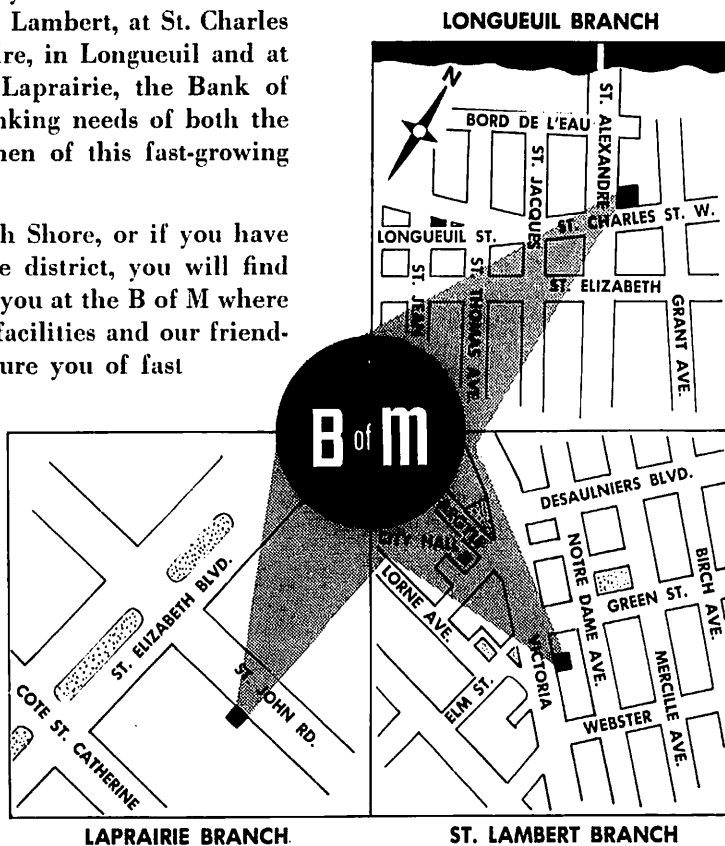 Lambert, at St. Charles
re, in Longueuil and at
Laprairie, the Bank of
nking needs of both the
nen of this fast-growing
h Shore, or if you have
e district, you will find
you at the B of M where
facilities and our friend-
ure you of fast
LONGUEUIL BRANCH
N
ST. ALEXANDRE
BORD DE L'EAU
ST. JACQUES
ST. CHARLES ST. W.
LONGUEUIL ST.
ST. ELIZABETH
ST. JEAN
ST. THOMAS AVE.
GRANT AVE.
B of M
ST. ELIZABETH BLVD.
ST. JOHN RD.
COTE ST. CATHERINE
LAPRAIRIE BRANCH
ARGYLE
CITY HALL
LORNE AVE.
ELM ST.
VICTORIA
DESAULNIERS BLVD.
NOTRE DAME AVE.
BIRCH AVE.
GREEN ST.
MERCILLE AVE.
WEBSTER
ST. LAMBERT BRANCH